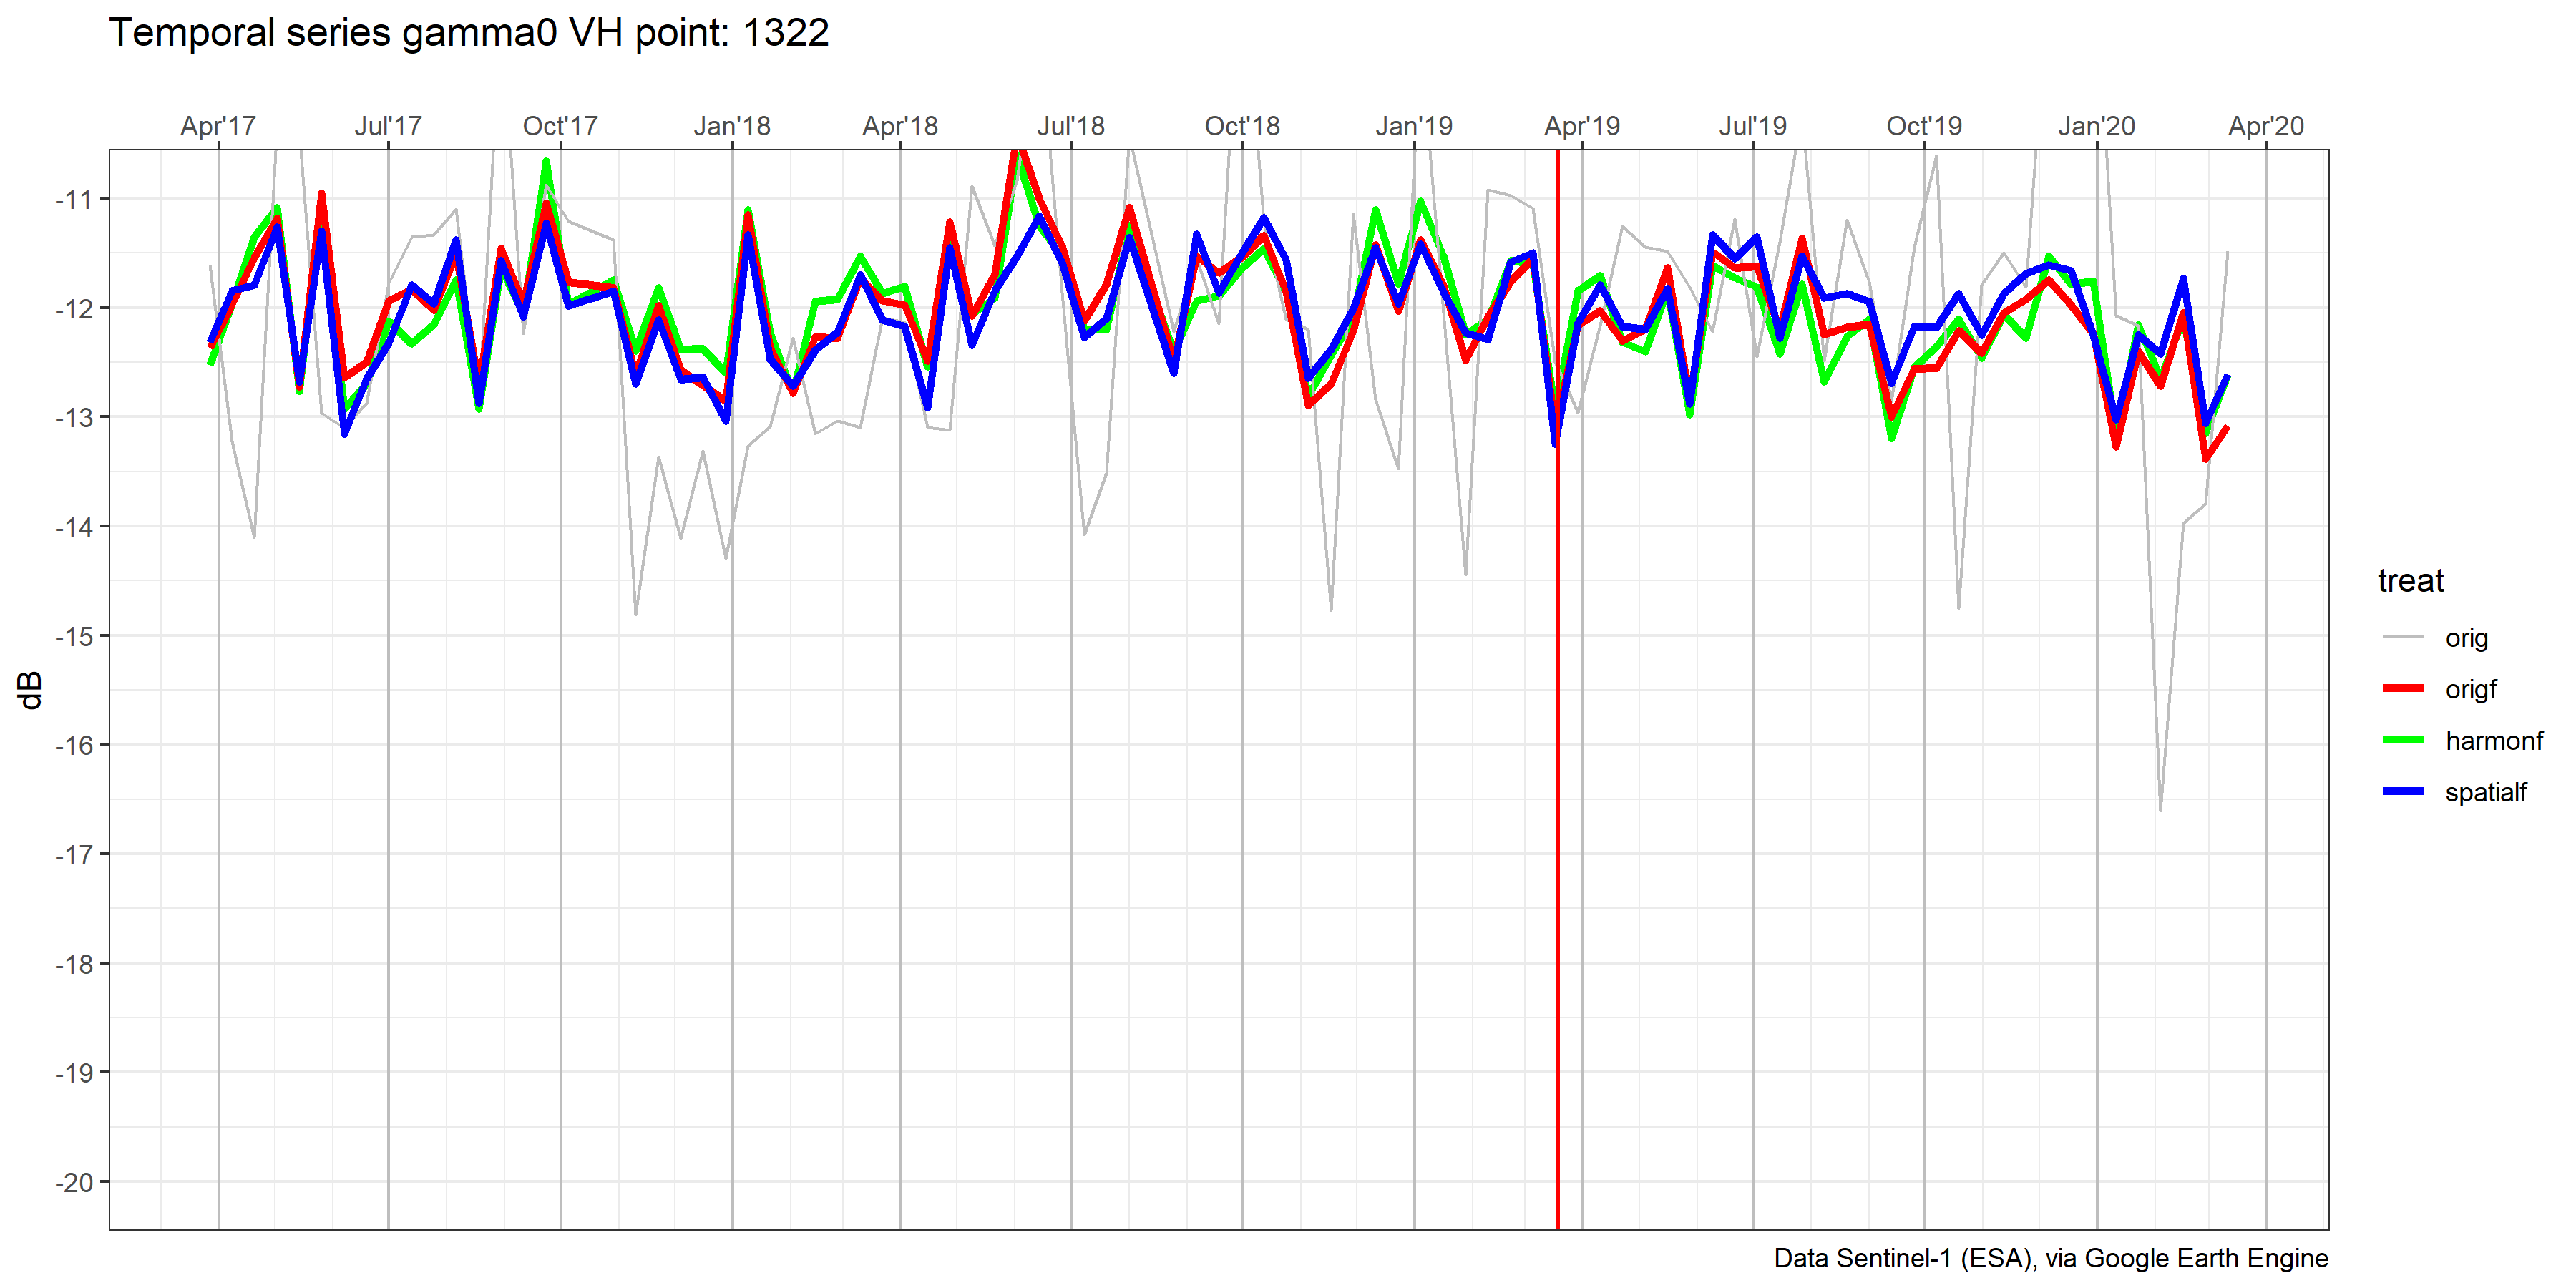 Temporal series gamma0 VH point: 1322
Apr'17 Jul'17 Oct'17 Jan'18 Apr'18 Jul'18 Oct'18 Jan'19 Apr'19 Jul'19 Oct'19 Jan'20 Apr'20
-11
-12
-13
-14
-15
-16
-17
-18
-19
-20
dB
treat
orig
origf
harmonf
spatialf
Data Sentinel-1 (ESA), via Google Earth Engine